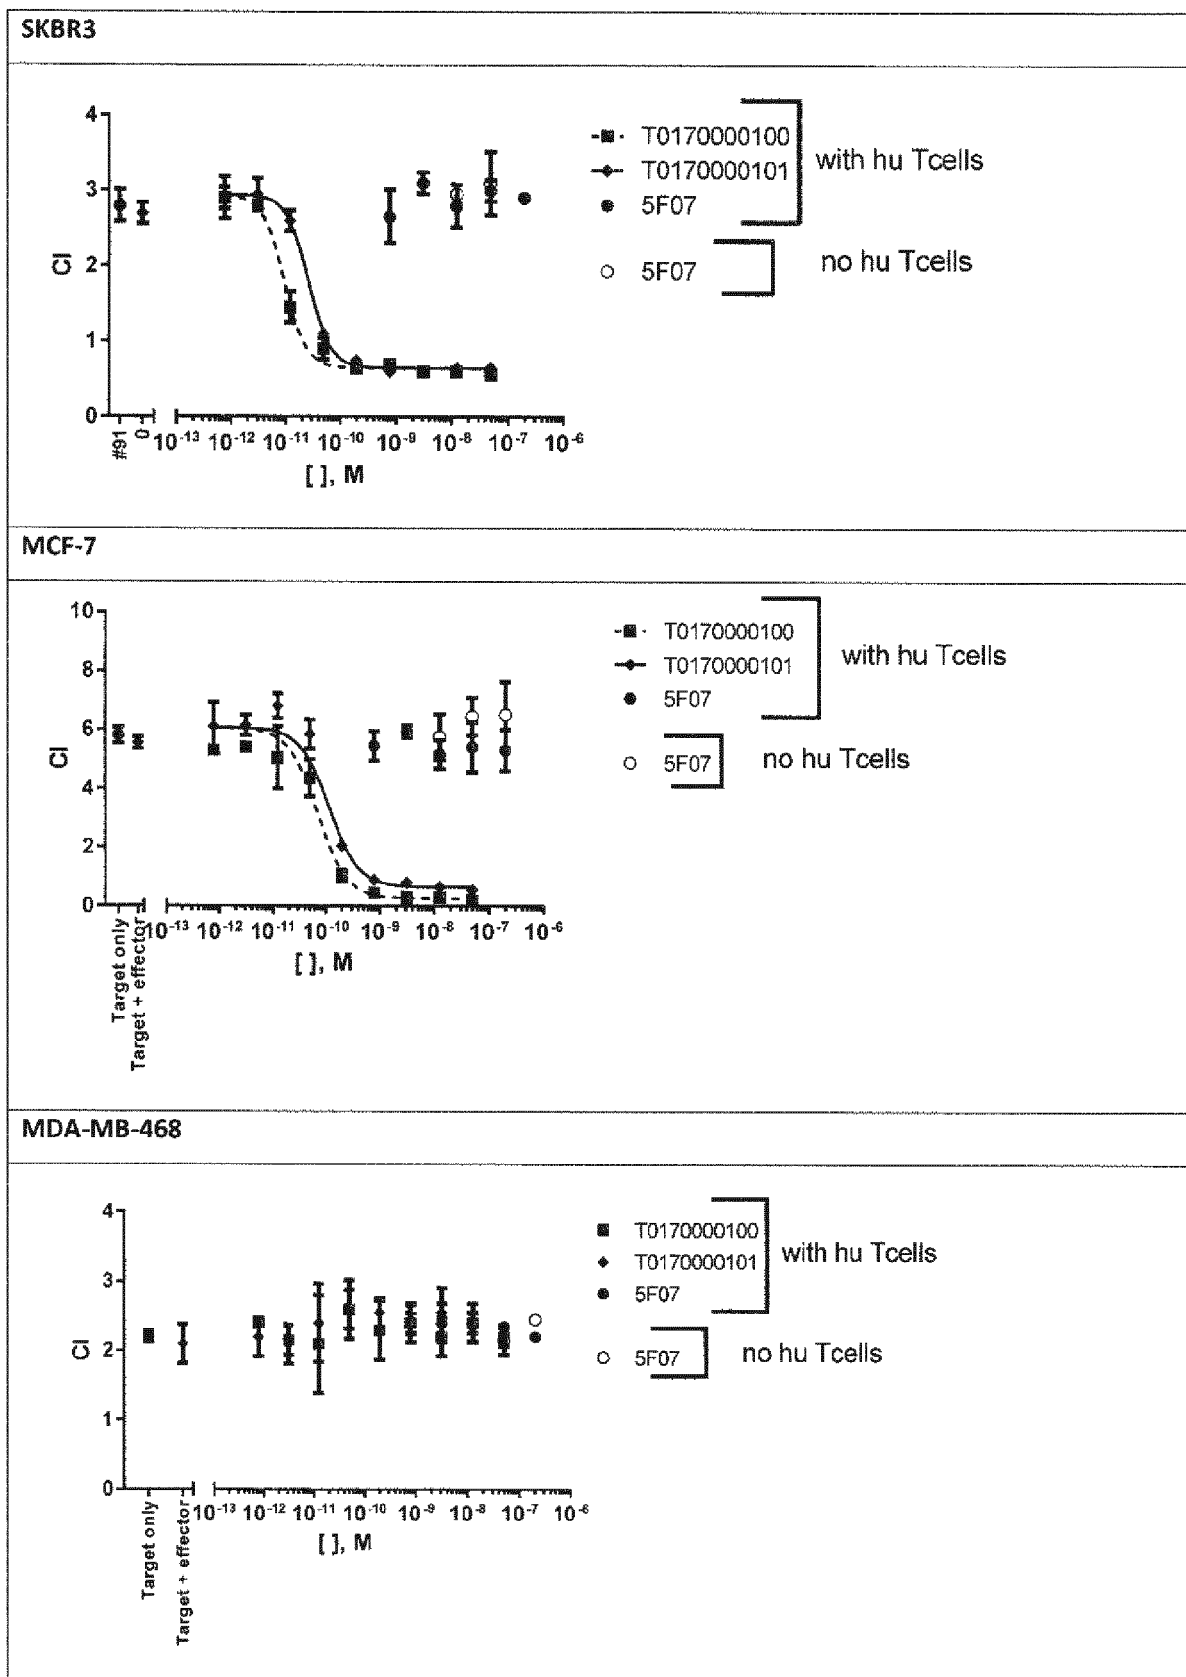 SKBR3
4
3
2
1
0
CI
#91
0
10-13 10-12 10-11 10-10 10-9 10-8 10-7 10-6
[ ], M
T0170000100
T0170000101
5F07
with hu Tcells
5F07
no hu Tcells
MCF-7
10
8
6
4
2
0
CI
Target only
Target + effector
10-13 10-12 10-11 10-10 10-9 10-8 10-7 10-6
[ ], M
T0170000100
T0170000101
5F07
with hu Tcells
5F07
no hu Tcells
MDA-MB-468
4
3
2
1
0
CI
Target only
Target + effector
10-13 10-12 10-11 10-10 10-9 10-8 10-7 10-6
[ ], M
T0170000100
T0170000101
5F07
with hu Tcells
5F07
no hu Tcells